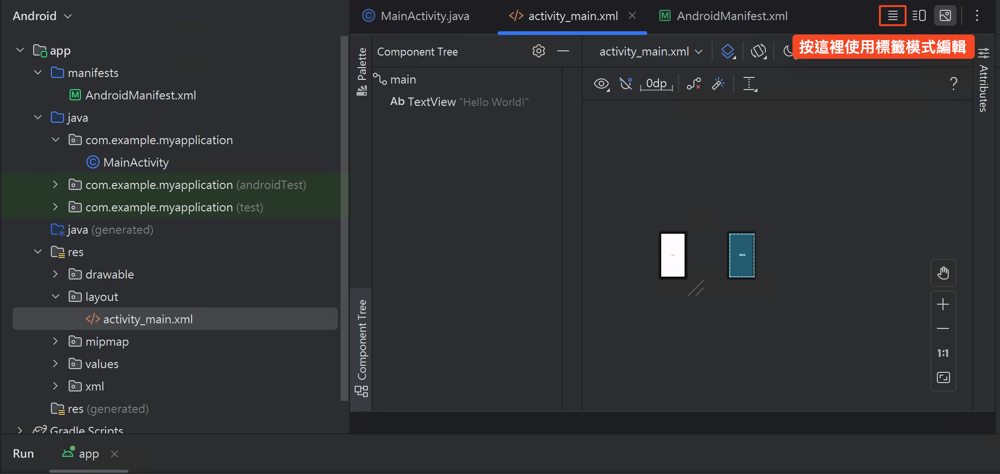 Android
app
manifests
AndroidManifest.xml
java
com.example.myapplication
MainActivity
com.example.myapplication (androidTest)
com.example.myapplication (test)
java (generated)
res
drawable
layout
activity_main.xml
mipmap
values
xml
res (generated)
Gradle Scripts
MainActivity.java
activity_main.xml
AndroidManifest.xml
按這裡使用標籤模式編輯
Palette
Component Tree
Component Tree
main
Ab TextView "Hello World!"
activity_main.xml
0dp
?
Attributes
1:1
Run
app